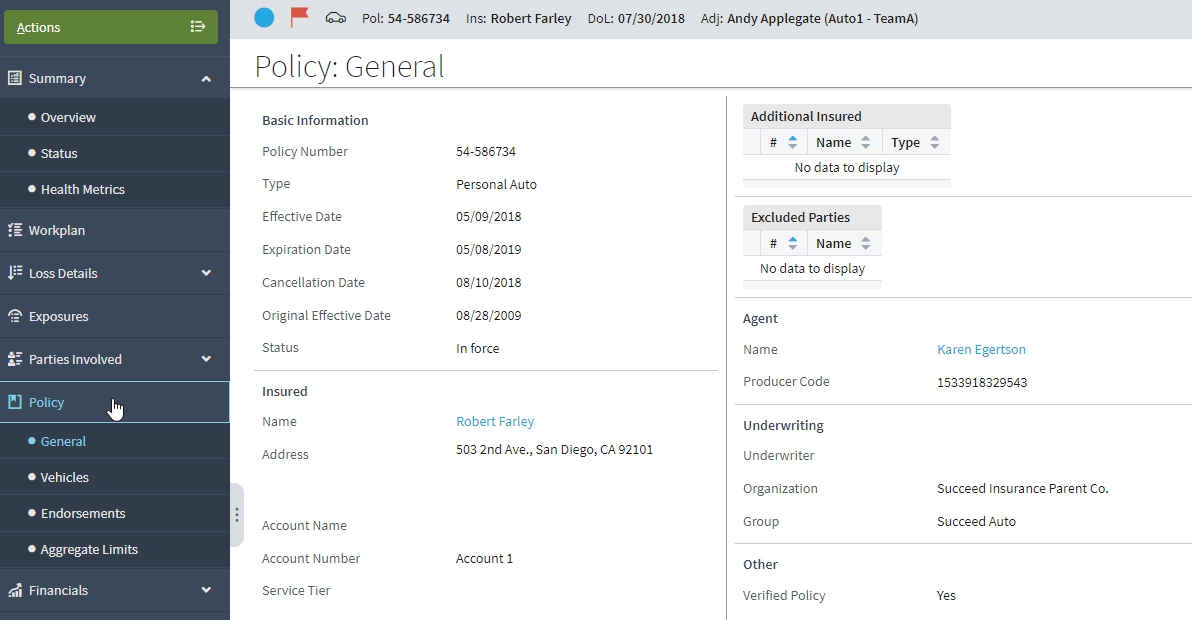 Actions
Summary
Overview
Status
Health Metrics
Workplan
Loss Details
Exposures
Parties Involved
Policy
General
Vehicles
Endorsements
Aggregate Limits
Financials
Pol: 54-586734 Ins: Robert Farley DoL: 07/30/2018 Adj: Andy Applegate (Auto1 - TeamA)
Policy: General
Basic Information
Policy Number 54-586734
Type Personal Auto
Effective Date 05/09/2018
Expiration Date 05/08/2019
Cancellation Date 08/10/2018
Original Effective Date 08/28/2009
Status In force
Insured
Name Robert Farley
Address 503 2nd Ave., San Diego, CA 92101
Account Name
Account Number Account 1
Service Tier
Additional Insured
# Name Type
No data to display
Excluded Parties
# Name
No data to display
Agent
Name Karen Egertson
Producer Code 1533918329543
Underwriting
Underwriter
Organization Succeed Insurance Parent Co.
Group Succeed Auto
Other
Verified Policy Yes